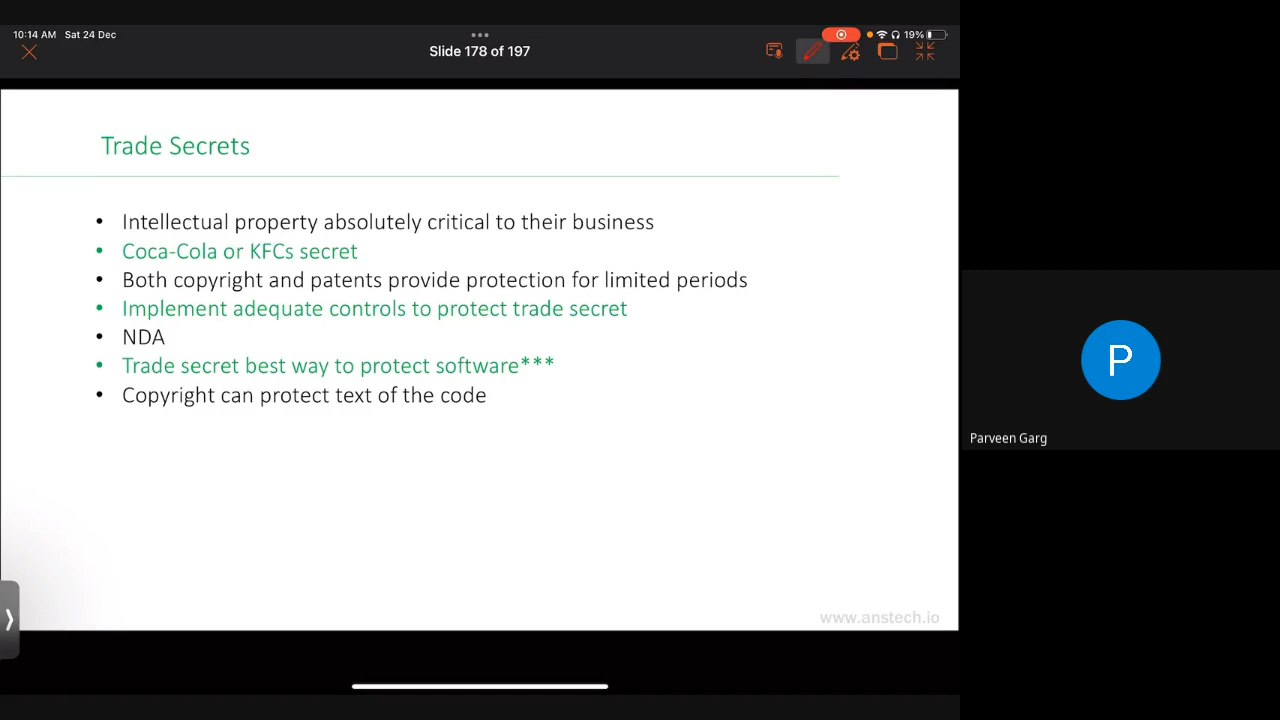 10:14 AM Sat 24 Dec
19%
Slide 178 of 197
Trade Secrets
• Intellectual property absolutely critical to their business
• Coca-Cola or KFCs secret
• Both copyright and patents provide protection for limited periods
• Implement adequate controls to protect trade secret
• NDA
• Trade secret best way to protect software***
• Copyright can protect text of the code
www.anstech.io
P
Parveen Garg